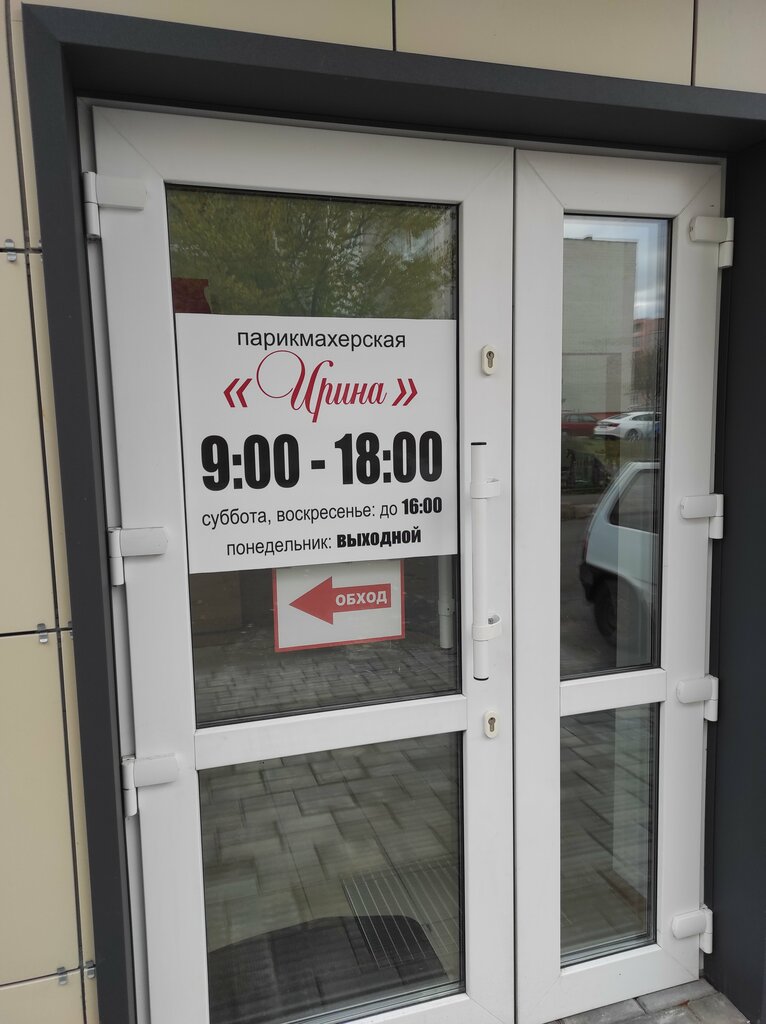 парикмахерская
« Ирина »
9:00 - 18:00
суббота, воскресенье: до 16:00
понедельник: ВЫХОДНОЙ
ОБХОД